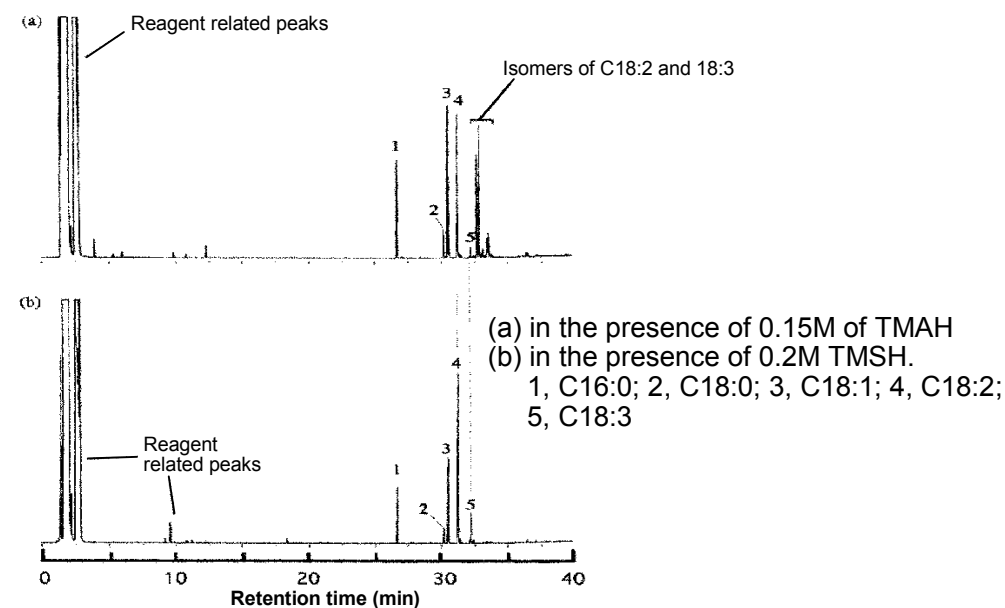 (a)
Reagent related peaks
Isomers of C18:2 and 18:3
3
4
1
2
5
(b)
(a) in the presence of 0.15M of TMAH
(b) in the presence of 0.2M TMSH.
1, C16:0; 2, C18:0; 3, C18:1; 4, C18:2;
5, C18:3
4
Reagent
related peaks
3
1
2
5
0 10 20 30 40
Retention time (min)